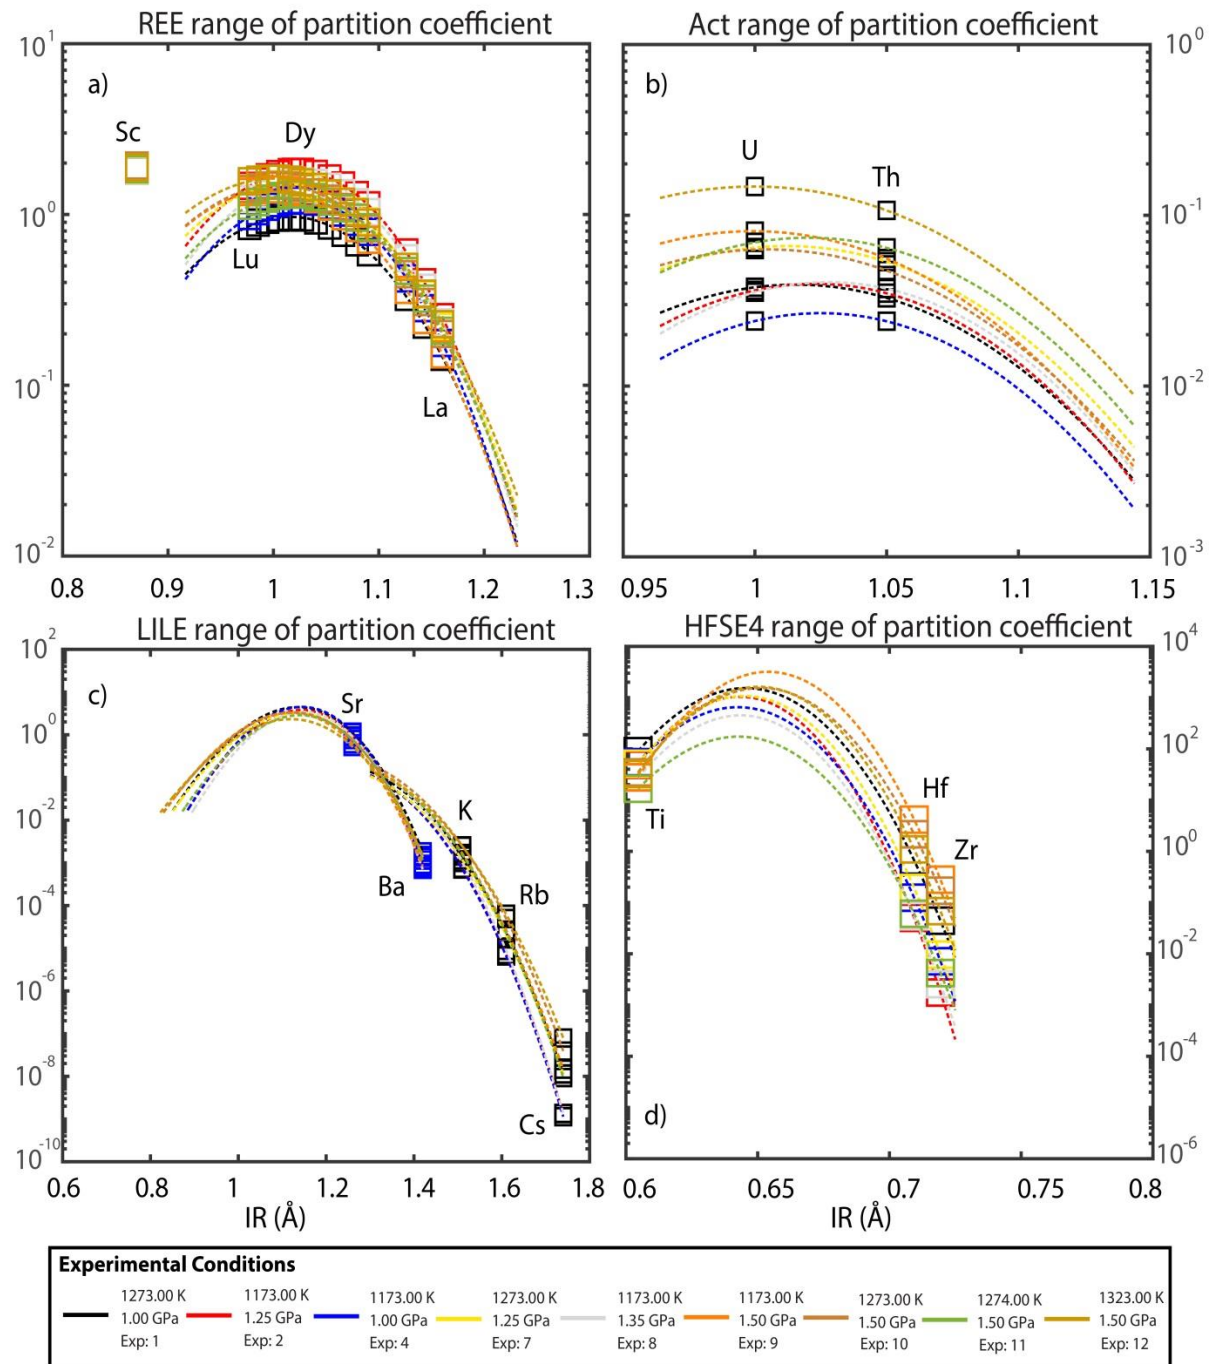 REE range of partition coefficient
Act range of partition coefficient
10^1
10^0
a)
b)
Sc
Dy
U
Th
10^0
10^-1
Lu
La
10^-1
10^-2
10^-2
10^-3
0.8 0.9 1 1.1 1.2 1.3
0.95 1 1.05 1.1 1.15
LILE range of partition coefficient
HFSE4 range of partition coefficient
10^2
10^4
c)
Sr
10^0
10^2
Hf
Ti
10^-2
K
10^0
Zr
Ba
Rb
10^-4
10^-2
10^-6
10^-8
10^-4
Cs
d)
10^-10
10^-6
0.6 0.8 1 1.2 1.4 1.6 1.8
0.6 0.65 0.7 0.75 0.8
IR (Å)
IR (Å)
Experimental Conditions
1273.00 K 1173.00 K 1173.00 K 1273.00 K 1173.00 K 1173.00 K 1273.00 K 1274.00 K 1323.00 K
1.00 GPa 1.25 GPa 1.00 GPa 1.25 GPa 1.35 GPa 1.50 GPa 1.50 GPa 1.50 GPa 1.50 GPa
Exp: 1 Exp: 2 Exp: 4 Exp: 7 Exp: 8 Exp: 9 Exp: 10 Exp: 11 Exp: 12